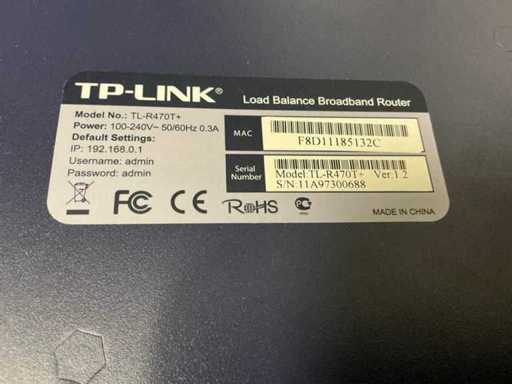 TP-LINK® Load Balance Broadband Router
Model No.: TL-R470T+
Power: 100-240V~ 50/60Hz 0.3A
Default Settings:
IP: 192.168.0.1
Username: admin
Password: admin
MAC
F8D11185132C
Serial Number
Model:TL-R470T+ Ver:1.2
S/N:11A97300688
FC CE RoHS
MADE IN CHINA